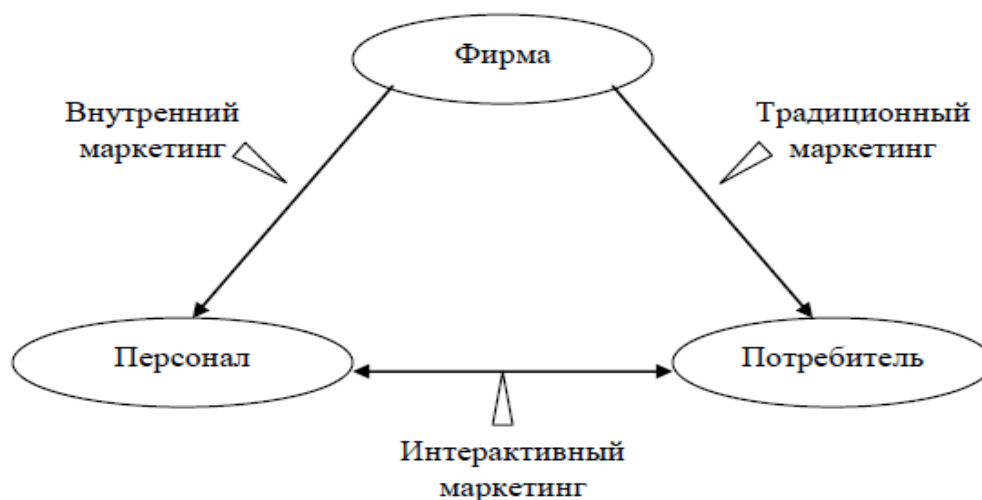 Фирма
Внутренний
маркетинг
Традиционный
маркетинг
Персонал
Потребитель
Интерактивный
маркетинг